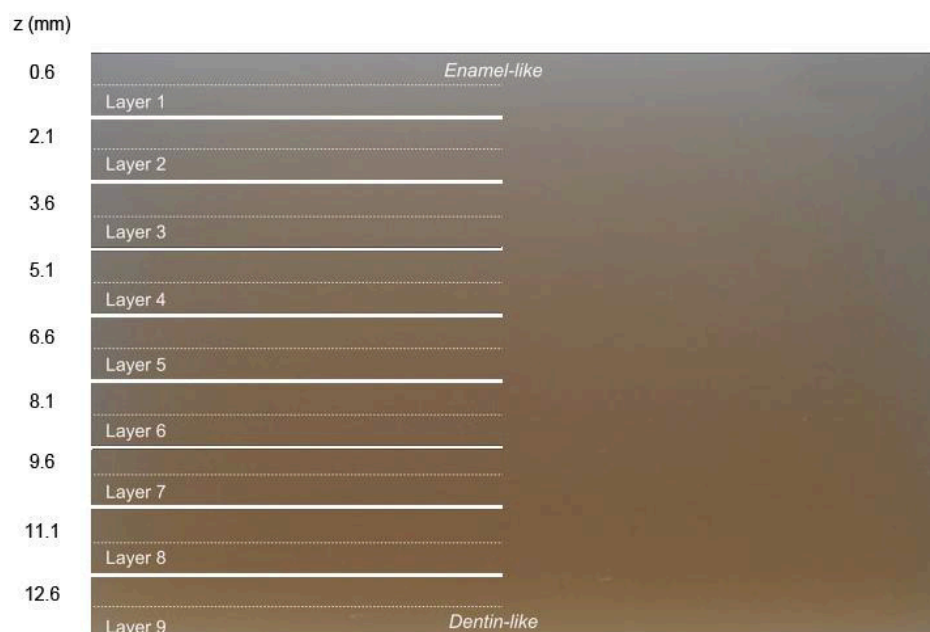 z (mm)
0.6
Enamel-like
Layer 1
2.1
Layer 2
3.6
Layer 3
5.1
Layer 4
6.6
Layer 5
8.1
Layer 6
9.6
Layer 7
11.1
Layer 8
12.6
Dentin-like
Layer 9